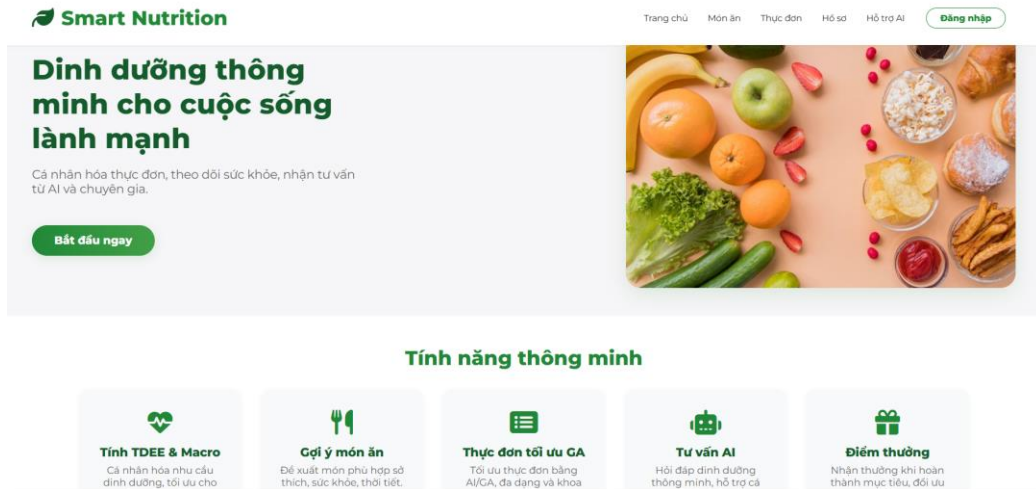 Smart Nutrition
Trang chủ Món ăn Thực đơn Hồ sơ Hỗ trợ AI Đăng nhập
Dinh dưỡng thông
minh cho cuộc sống
lành mạnh
Cá nhân hóa thực đơn, theo dõi sức khỏe, nhận tư vấn
từ AI và chuyên gia.
Bắt đầu ngay
Tính năng thông minh
Tính TDEE & Macro
Cá nhân hóa nhu cầu
dinh dưỡng, tối ưu cho
Gợi ý món ăn
Đề xuất món phù hợp sở
thích, sức khỏe, thời tiết.
Thực đơn tối ưu GA
Tối ưu thực đơn bằng
AI/GA, đa dạng và khoa
Tư vấn AI
Hỏi đáp dinh dưỡng
thông minh, hỗ trợ cá
Điểm thưởng
Nhận thưởng khi hoàn
thành mục tiêu, đổi ưu